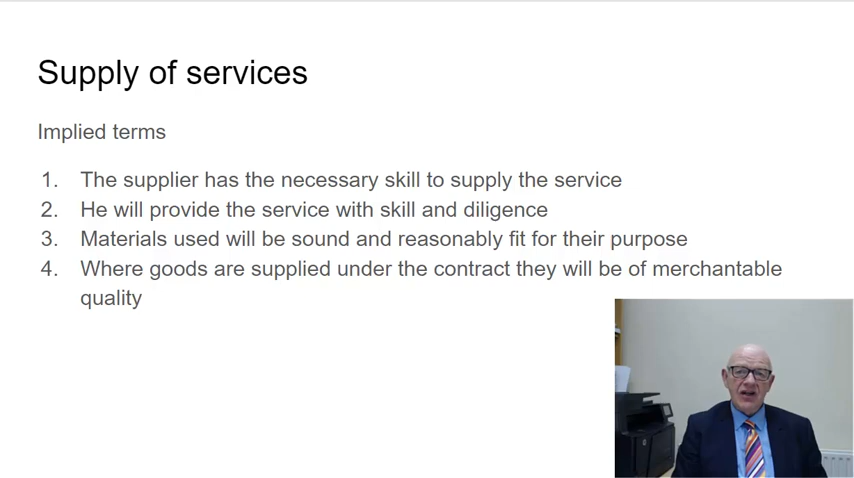 Supply of services
Implied terms
1. The supplier has the necessary skill to supply the service
2. He will provide the service with skill and diligence
3. Materials used will be sound and reasonably fit for their purpose
4. Where goods are supplied under the contract they will be of merchantable
quality